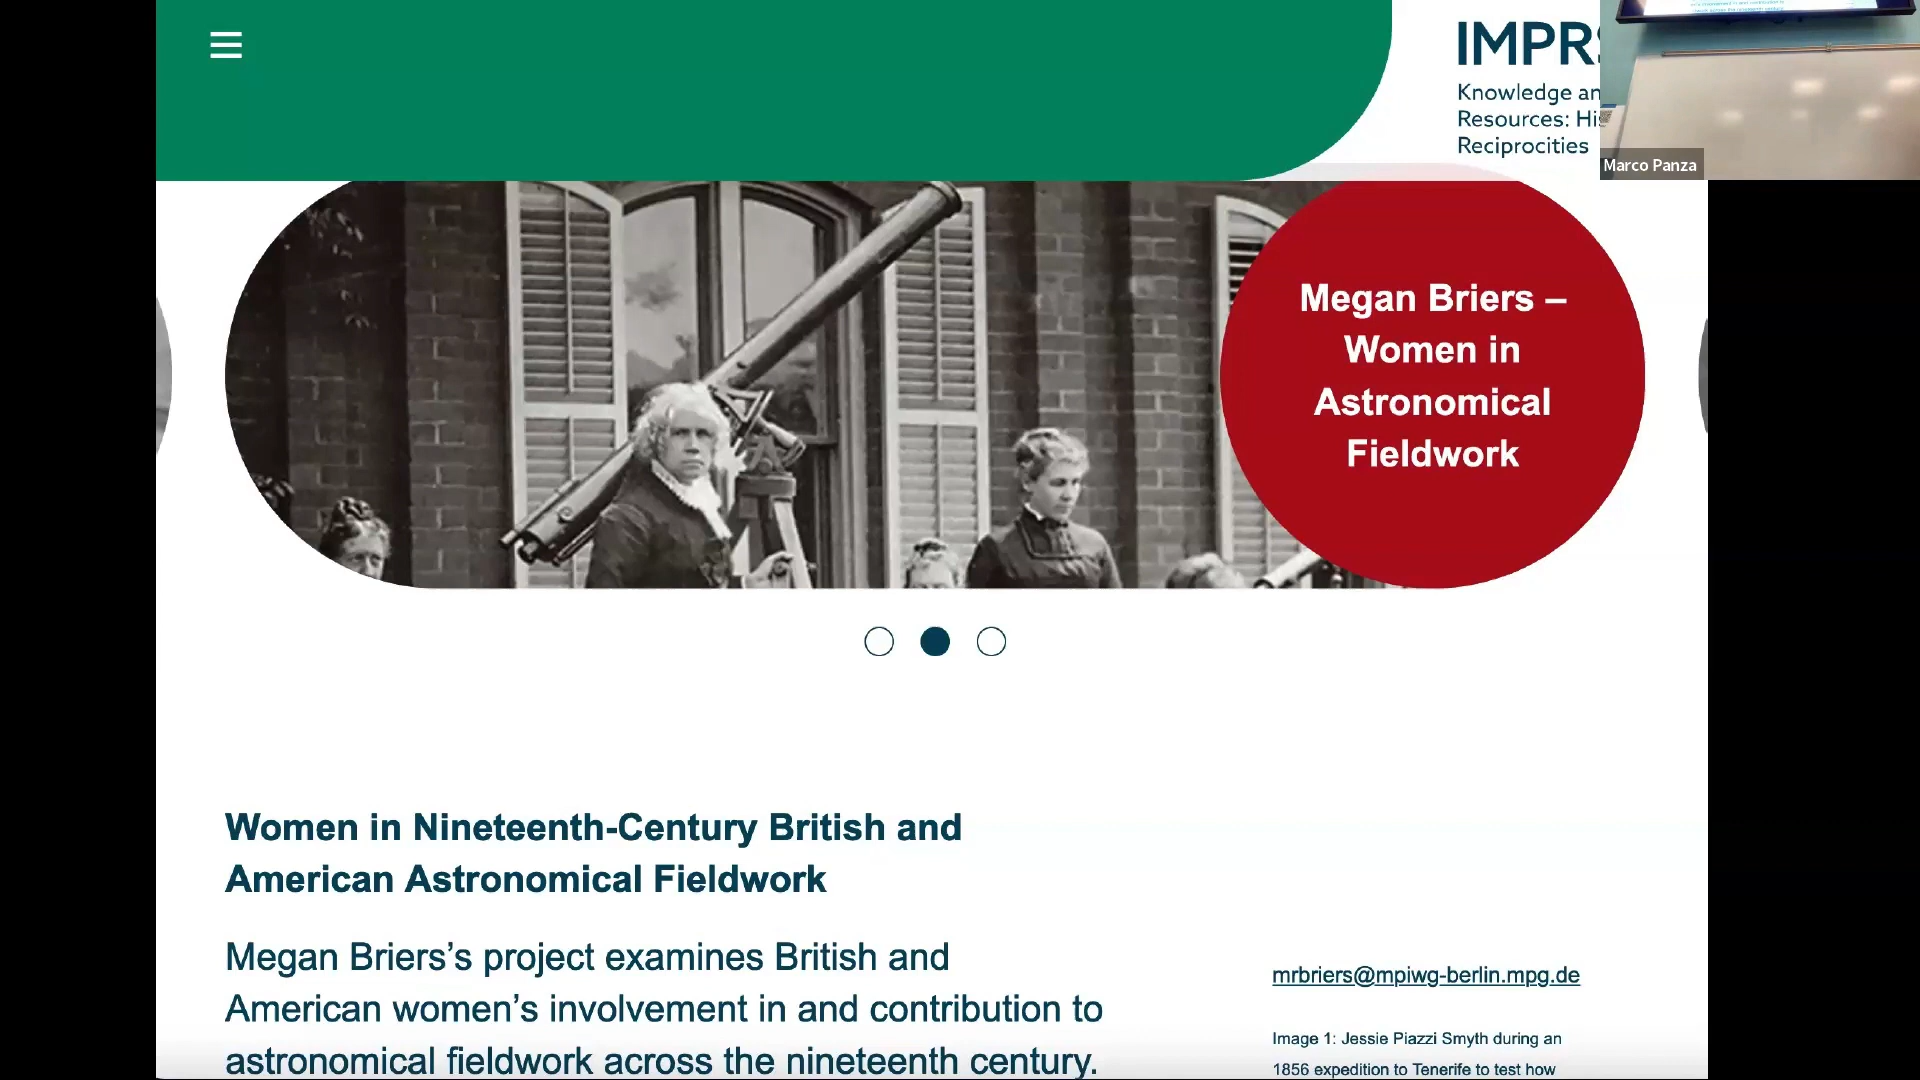 IMPRS
Knowledge an
Resources: His
Reciprocities
Marco Panza
Megan Briers –
Women in
Astronomical
Fieldwork
Women in Nineteenth-Century British and
American Astronomical Fieldwork
Megan Briers’s project examines British and
American women’s involvement in and contribution to
astronomical fieldwork across the nineteenth century.
mrbriers@mpiwg-berlin.mpg.de
Image 1: Jessie Piazzi Smyth during an
1856 expedition to Tenerife to test how